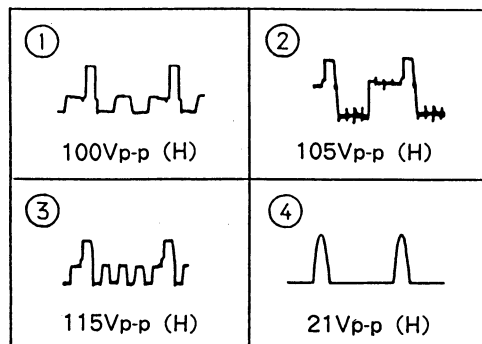 ① ②
100Vp-p (H) 105Vp-p (H)
③ ④
115Vp-p (H) 21Vp-p (H)